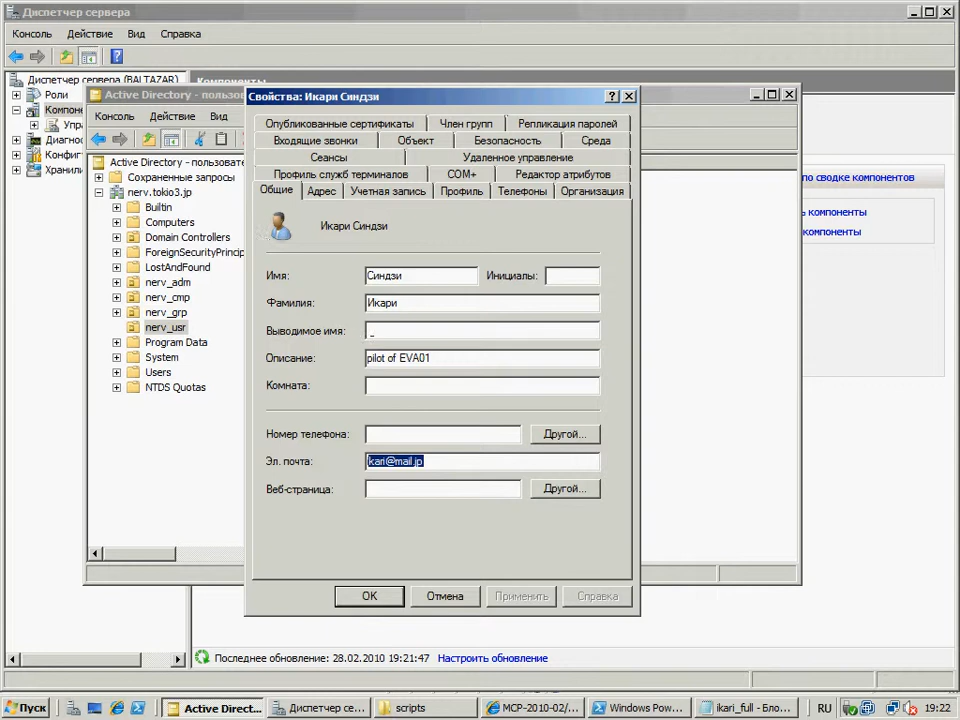 Диспетчер сервера
Консоль Действие Вид Справка
Диспетчер сервера (BALTAZAR)
Компоненты
Роли
Компоне
Упра
Диагнос
Конфиг
Хранили
Active Directory - пользова
Консоль Действие Вид
Active Directory - пользовате
Сохраненные запросы
nerv.tokio3.jp
Builtin
Computers
Domain Controllers
ForeignSecurityPrincip
LostAndFound
nerv_adm
nerv_cmp
nerv_grp
nerv_usr
Program Data
System
Users
NTDS Quotas
Свойства: Икари Синдзи
Опубликованные сертификаты Член групп Репликация паролей
Входящие звонки Объект Безопасность Среда
Сеансы Удаленное управление
Профиль служб терминалов COM+ Редактор атрибутов
Общие Адрес Учетная запись Профиль Телефоны Организация
Икари Синдзи
Имя: Синдзи Инициалы:
Фамилия: Икари
Выводимое имя: _
Описание: pilot of EVA01
Комната:
Номер телефона: Другой...
Эл. почта: ikari@mail.jp
Веб-страница: Другой...
OK Отмена Применить Справка
по сводке компонентов
ь компоненты
компоненты
Последнее обновление: 28.02.2010 19:21:47 Настроить обновление
Пуск Active Direct... Диспетчер се... scripts MCP-2010-02/... Windows Pow... ikari_full - Бло... RU 19:22